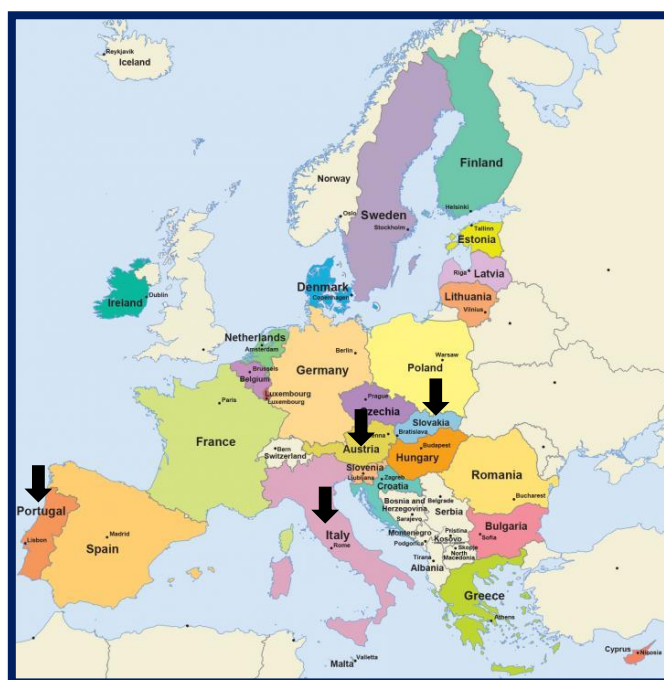 Reykjavik
Iceland
Norway
Oslo
Sweden
Stockholm
Finland
Helsinki
Tallinn
Estonia
Riga
Latvia
Lithuania
Vilnius
Denmark
Copenhagen
Ireland
Dublin
Netherlands
Amsterdam
Brussels
Belgium
Luxembourg
Luxembourg
Germany
Berlin
Warsaw
Poland
Prague
Czechia
Slovakia
Bratislava
Paris
France
Bern
Switzerland
enna
Austria
Budapest
Hungary
Slovenia
Ljubljana
Zagreb
Croatia
Romania
Bucharest
Bosnia and
Herzegovina
Sarajevo
Belgrade
Serbia
Montenegro
Podgorica
Pristina
Kosovo
Skopje
North
Macedonia
Tirana
Albania
Bulgaria
Sofia
Portugal
Lisbon
Madrid
Spain
Italy
Rome
Greece
Athens
Malta
Valletta
Cyprus
Nicosia